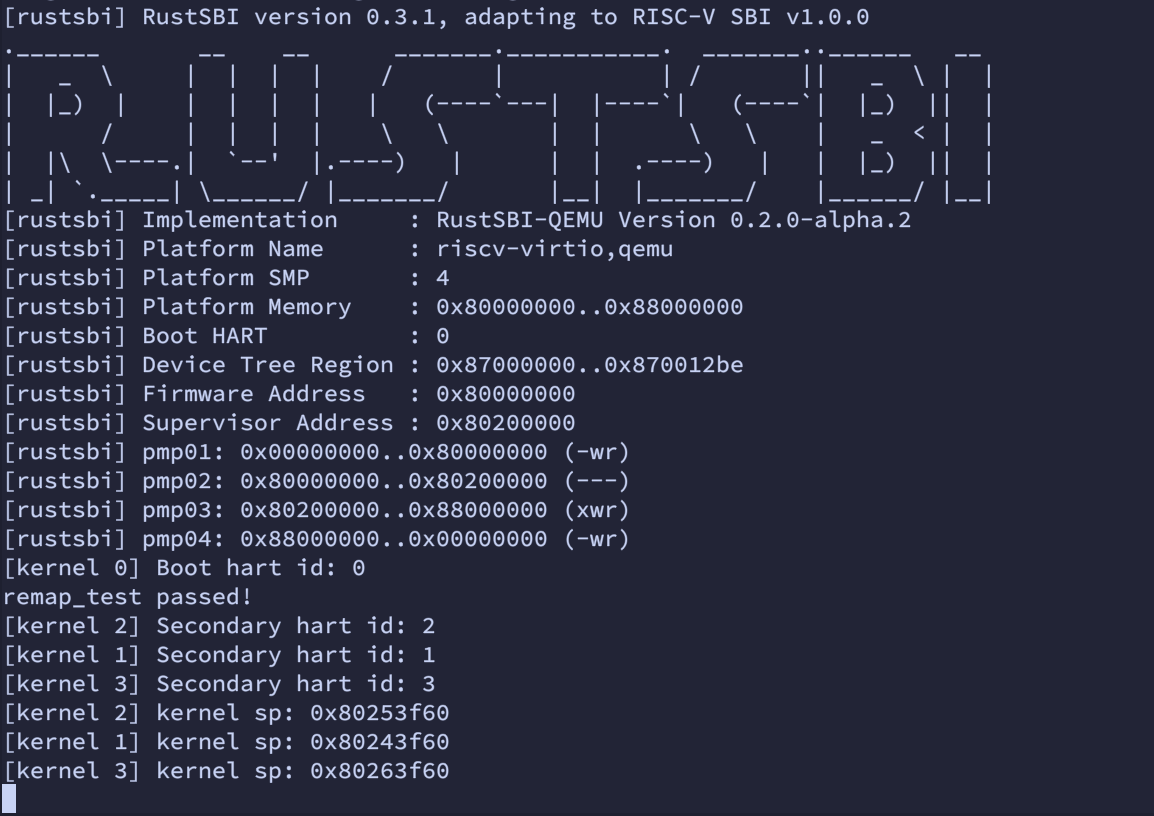 [rustsbi] RustSBI version 0.3.1, adapting to RISC-V SBI v1.0.0
.______       __    __      _______.___________.  _______..______   __
|   _  \     |  |  |  |    /       |           | /       ||   _  \ |  |
|  |_)  |    |  |  |  |   |   (----`---|  |----`|   (----`|  |_)  ||  |
|      /     |  |  |  |    \   \       |  |      \   \    |   _  < |  |
|  |\  \----.|  `--'  |.----)   |      |  |  .----)   |   |  |_)  ||  |
| _| `._____| \______/ |_______/       |__|  |_______/    |______/ |__|
[rustsbi] Implementation     : RustSBI-QEMU Version 0.2.0-alpha.2
[rustsbi] Platform Name      : riscv-virtio,qemu
[rustsbi] Platform SMP       : 4
[rustsbi] Platform Memory    : 0x80000000..0x88000000
[rustsbi] Boot HART          : 0
[rustsbi] Device Tree Region : 0x87000000..0x870012be
[rustsbi] Firmware Address   : 0x80000000
[rustsbi] Supervisor Address : 0x80200000
[rustsbi] pmp01: 0x00000000..0x80000000 (-wr)
[rustsbi] pmp02: 0x80000000..0x80200000 (---)
[rustsbi] pmp03: 0x80200000..0x88000000 (xwr)
[rustsbi] pmp04: 0x88000000..0x00000000 (-wr)
[kernel 0] Boot hart id: 0
remap_test passed!
[kernel 2] Secondary hart id: 2
[kernel 1] Secondary hart id: 1
[kernel 3] Secondary hart id: 3
[kernel 2] kernel sp: 0x80253f60
[kernel 1] kernel sp: 0x80243f60
[kernel 3] kernel sp: 0x80263f60